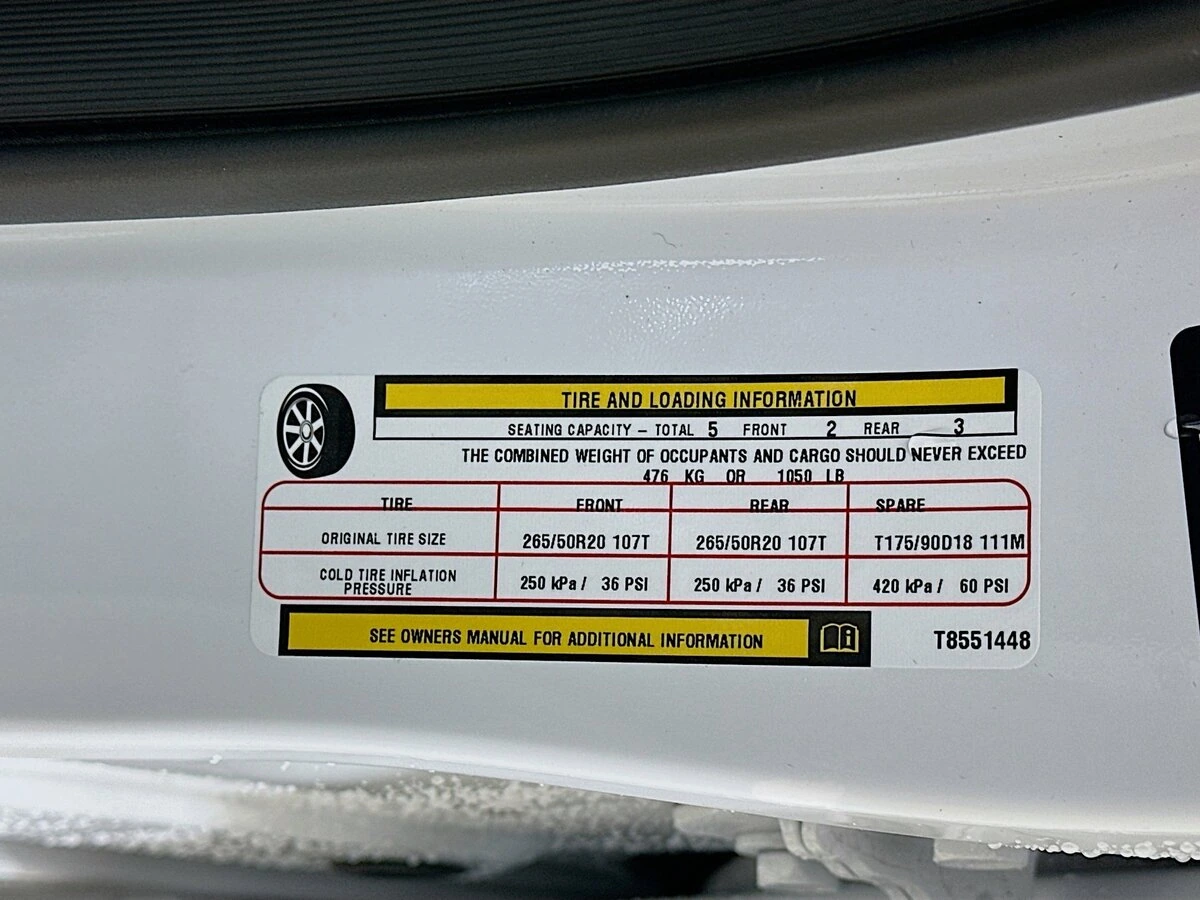 TIRE AND LOADING INFORMATION
SEATING CAPACITY – TOTAL 5 FRONT 2 REAR 3
THE COMBINED WEIGHT OF OCCUPANTS AND CARGO SHOULD NEVER EXCEED
476 KG OR 1050 LB
TIRE FRONT REAR SPARE
ORIGINAL TIRE SIZE 265/50R20 107T 265/50R20 107T T175/90D18 111M
COLD TIRE INFLATION PRESSURE 250 kPa / 36 PSI 250 kPa / 36 PSI 420 kPa / 60 PSI
SEE OWNERS MANUAL FOR ADDITIONAL INFORMATION
T8551448